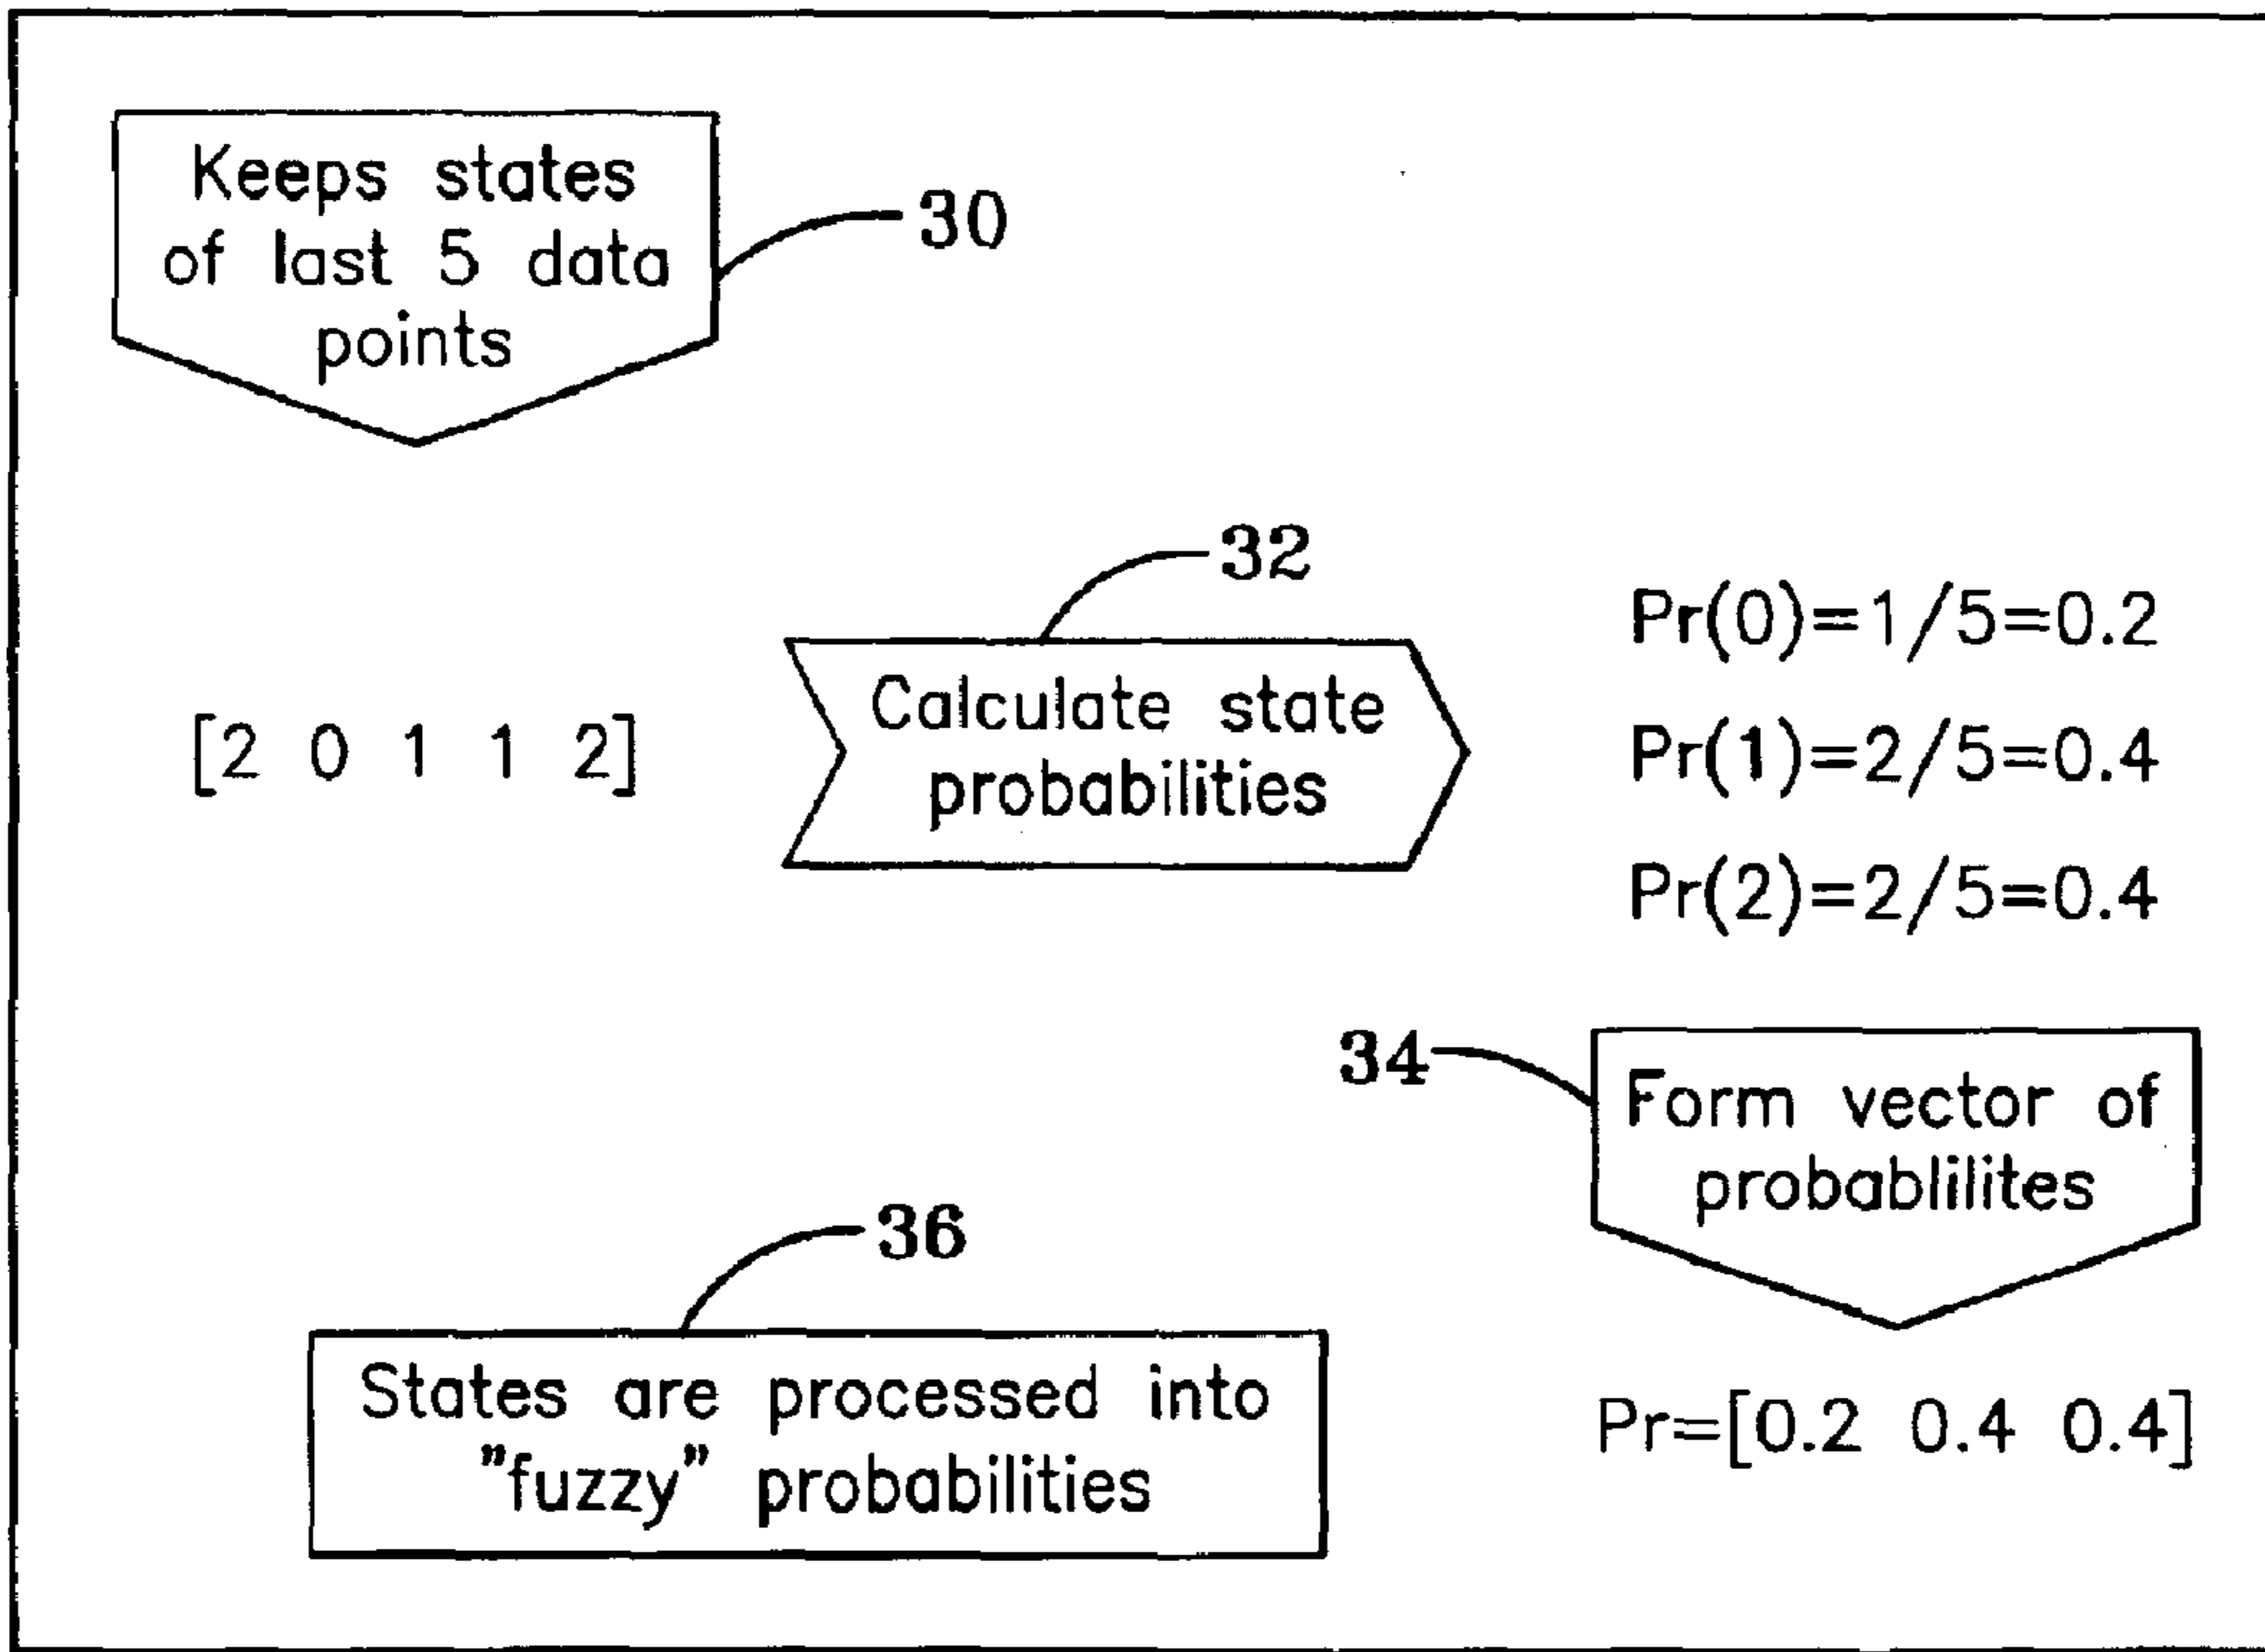 Keeps states
of last 5 data
points
30
32
[2 0 1 1 2]
Calculate state
probabilities
Pr(0)=1/5=0.2
Pr(1)=2/5=0.4
Pr(2)=2/5=0.4
34
Form vector of
probablilites
36
States are processed into
"fuzzy" probabilities
Pr=[0.2 0.4 0.4]